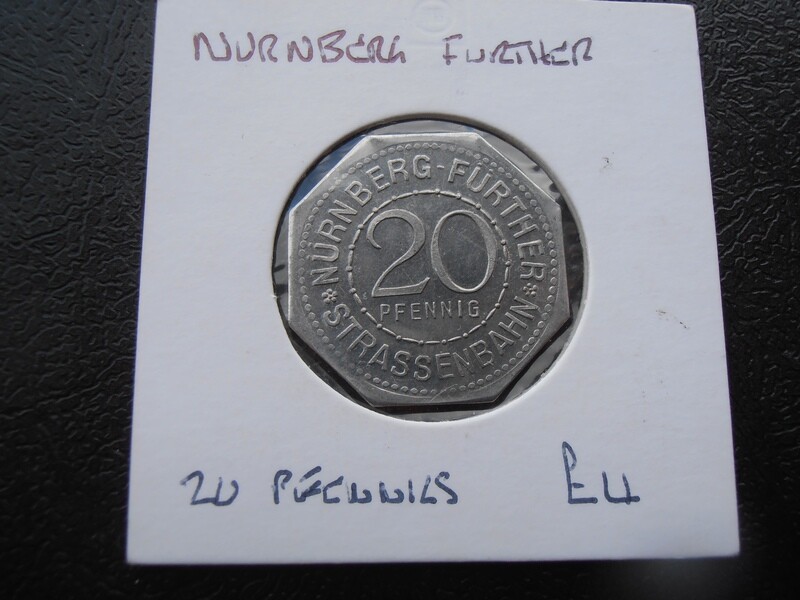 NURNBERG FURTHER
NÜRNBERG-FÜRTHER
20
PFENNIG
STRASSENBAHN
20 PFENNIGS £4